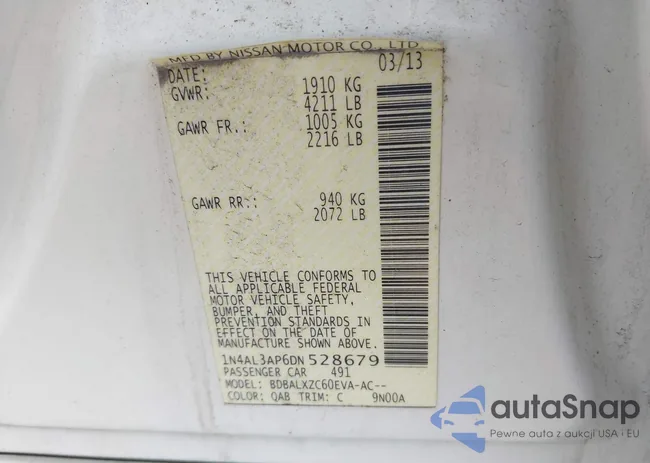 MFD BY NISSAN MOTOR CO., LTD.
DATE: 03/13
GVWR: 1910 KG
4211 LB
GAWR FR.: 1005 KG
2216 LB
GAWR RR.: 940 KG
2072 LB
THIS VEHICLE CONFORMS TO
ALL APPLICABLE FEDERAL
MOTOR VEHICLE SAFETY,
BUMPER, AND THEFT
PREVENTION STANDARDS IN
EFFECT ON THE DATE OF
MANUFACTURE SHOWN ABOVE.
1N4AL3AP6DN528679
PASSENGER CAR 491
MODEL: BDBALXZC60EVA-AC--
COLOR: QAB TRIM: C 9N00A
autoSnap
Pewne auta z aukcji USA · EU